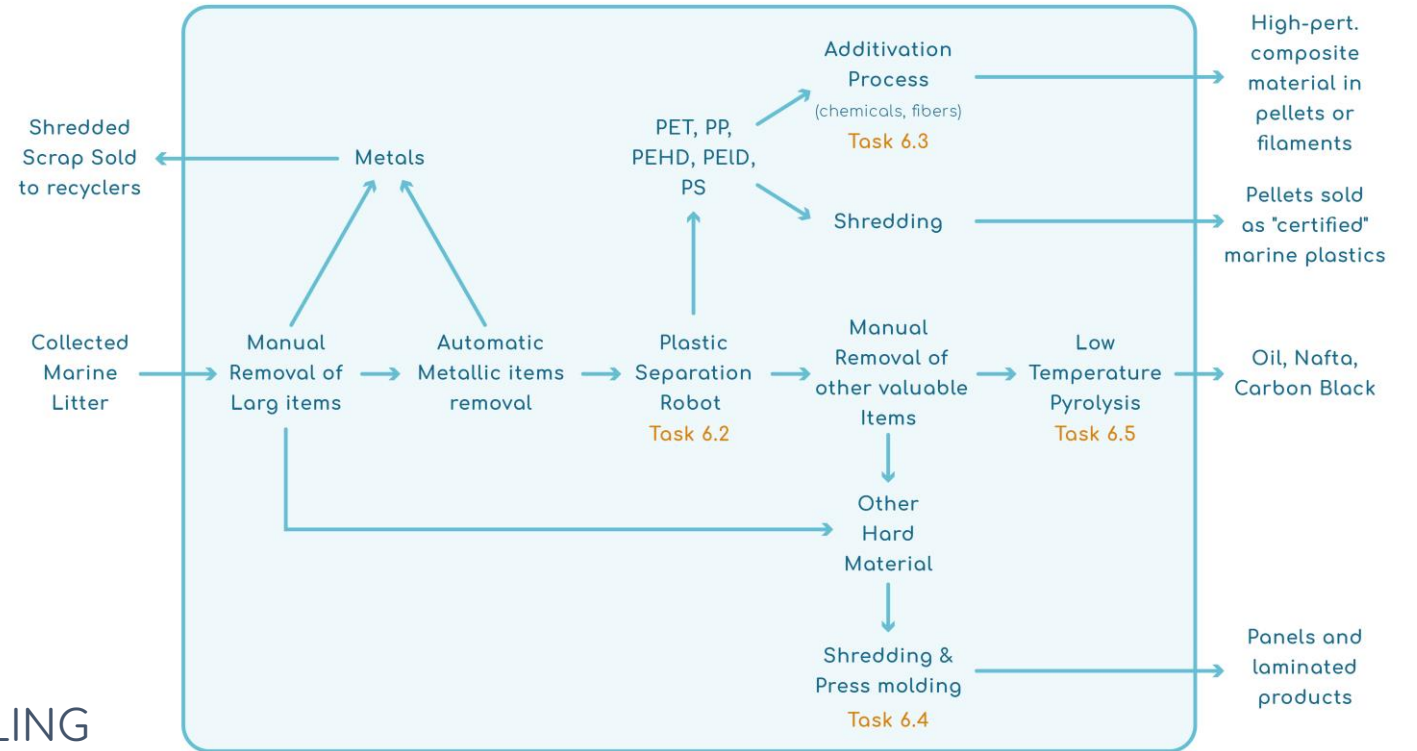 High-pert.
composite
material in
pellets or
filaments
Additivation
Process
(chemicals, fibers)
Task 6.3
Shredded
Scrap Sold
to recyclers
Metals
PET, PP,
PEHD, PElD,
PS
Shredding
Pellets sold
as "certified"
marine plastics
Collected
Marine
Litter
Manual
Removal of
Larg items
Automatic
Metallic items
removal
Plastic
Separation
Robot
Task 6.2
Manual
Removal of
other valuable
Items
Low
Temperature
Pyrolysis
Task 6.5
Oil, Nafta,
Carbon Black
Other
Hard
Material
Shredding &
Press molding
Task 6.4
Panels and
laminated
products
LING